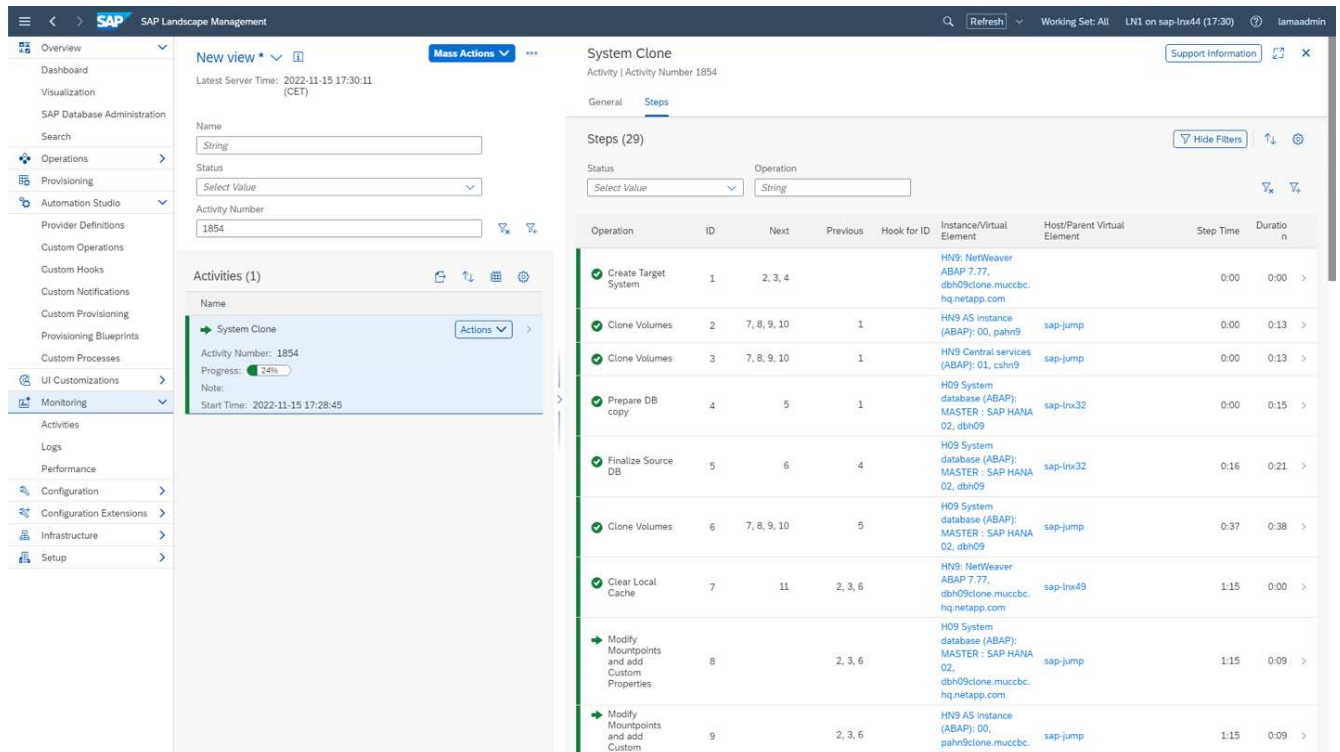 SAP SAP Landscape Management
Refresh Working Set: All LN1 on sap-lnx44 (17:30) lamaadmin
Overview
Dashboard
Visualization
SAP Database Administration
Search
Operations
Provisioning
Automation Studio
Provider Definitions
Custom Operations
Custom Hooks
Custom Notifications
Custom Provisioning
Provisioning Blueprints
Custom Processes
UI Customizations
Monitoring
Activities
Logs
Performance
Configuration
Configuration Extensions
Infrastructure
Setup
New view *
Mass Actions
Latest Server Time: 2022-11-15 17:30:11
(CET)
Name
String
Status
Select Value
Activity Number
1854
Activities (1)
Name
System Clone
Actions
Activity Number: 1854
Progress: 24%
Note:
Start Time: 2022-11-15 17:28:45
System Clone
Support Information
Activity | Activity Number 1854
General Steps
Steps (29)
Hide Filters
Status Operation
Select Value String
Operation ID Next Previous Hook for ID Instance/Virtual Host/Parent Virtual Step Time Duratio
Element Element n
HN9: NetWeaver
Create Target 1 2, 3, 4 ABAP 7.77, 0:00 0:00
System dbh09clone.muccbc.
hq.netapp.com
Clone Volumes 2 7, 8, 9, 10 1 HN9 AS instance sap-jump 0:00 0:13
(ABAP): 00, pahn9
Clone Volumes 3 7, 8, 9, 10 1 HN9 Central services sap-jump 0:00 0:13
(ABAP): 01, cshn9
H09 System
Prepare DB 4 5 1 database (ABAP): sap-lnx32 0:00 0:15
copy MASTER : SAP HANA
02, dbh09
H09 System
Finalize Source 5 6 4 database (ABAP): sap-lnx32 0:16 0:21
DB MASTER : SAP HANA
02, dbh09
H09 System
Clone Volumes 6 7, 8, 9, 10 5 database (ABAP): sap-jump 0:37 0:38
MASTER : SAP HANA
02, dbh09
HN9: NetWeaver
Clear Local 7 11 2, 3, 6 ABAP 7.77, sap-lnx49 1:15 0:00
Cache dbh09clone.muccbc.
hq.netapp.com
H09 System
Modify database (ABAP):
Mountpoints MASTER : SAP HANA
and add 8 2, 3, 6 02, sap-jump 1:15 0:09
Custom dbh09clone.muccbc.
Properties hq.netapp.com
Modify HN9 AS instance
Mountpoints (ABAP): 00,
and add 9 2, 3, 6 pahn9clone.muccbc. sap-jump 1:15 0:09
Custom